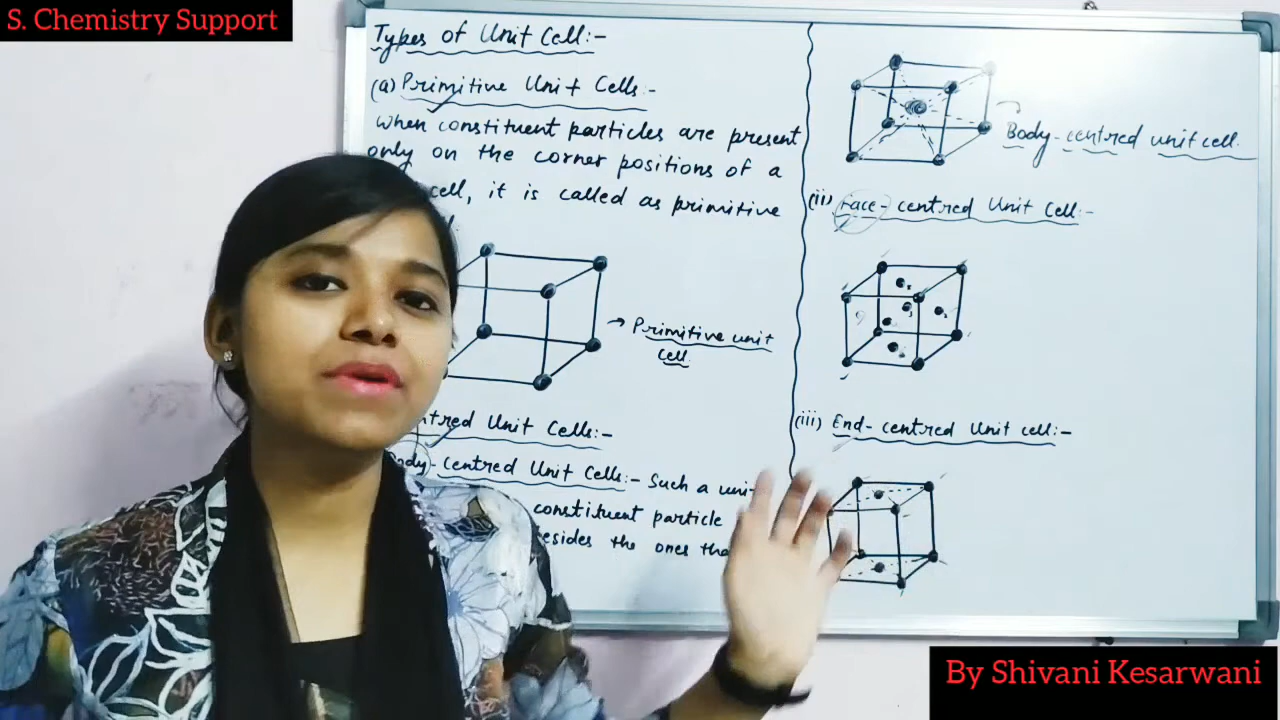 S. Chemistry Support
Types of Unit Cell:-
(a) Primitive Unit Cells:-
when constituent particles are present
only on the corner positions of a
cell, it is called as primitive
→ Primitive unit
cell.
ntred Unit Cells:-
Body-centred Unit Cells:- Such a uni
constituent particle
esides the ones tha
→ Body-centred unit cell.
(ii) Face-centred Unit Cell:-
(iii) End-centred Unit cell:-
By Shivani Kesarwani